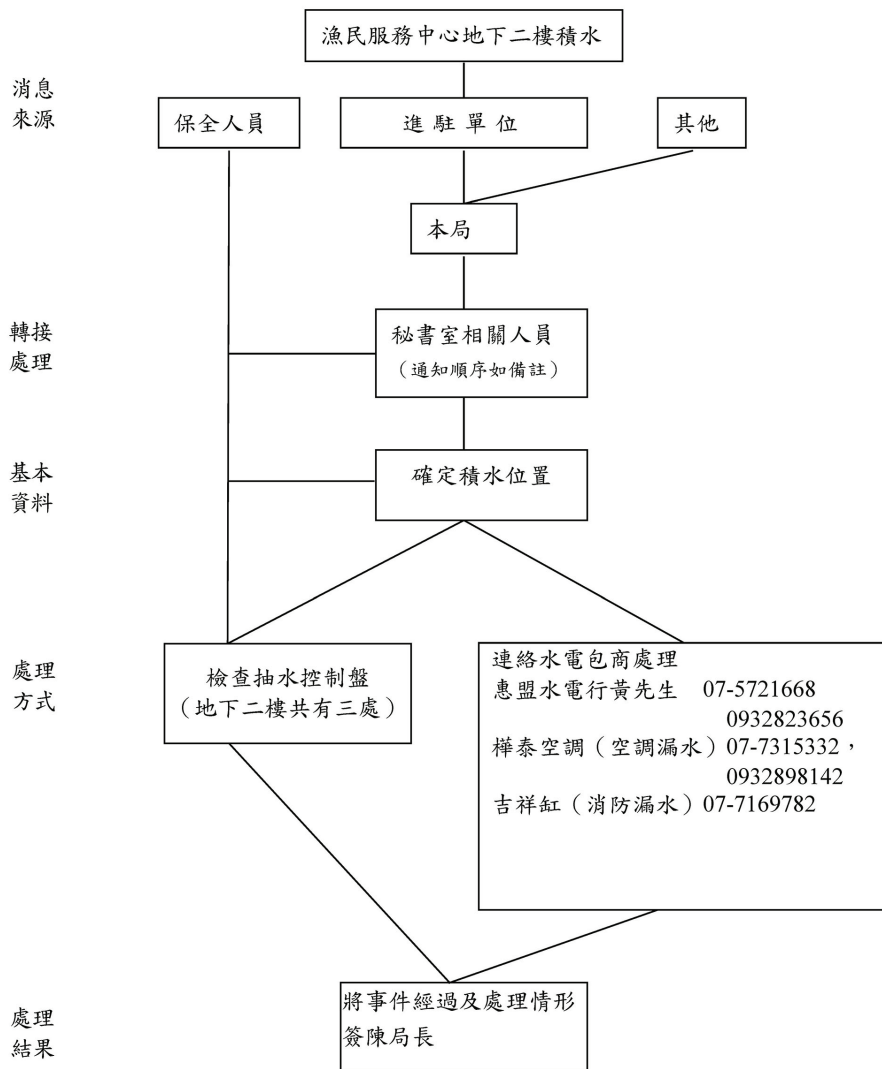 漁民服務中心地下二樓積水
消息
來源
保全人員
進駐單位
其他
本局
轉接
處理
秘書室相關人員
（通知順序如備註）
基本
資料
確定積水位置
處理
方式
檢查抽水控制盤
（地下二樓共有三處）
連絡水電包商處理
惠盟水電行黃先生 07-5721668
0932823656
樺泰空調（空調漏水）07-7315332，
0932898142
吉祥缸（消防漏水）07-7169782
處理
結果
將事件經過及處理情形
簽陳局長